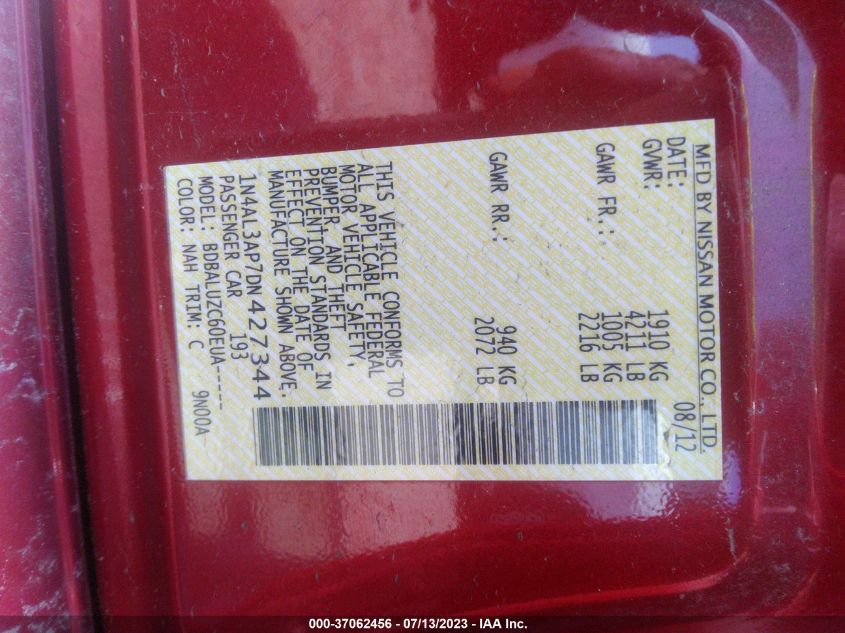 MFD BY NISSAN MOTOR CO., LTD.
DATE: 08/12
GVWR: 1910 KG
4211 LB
GAWR FR.: 1005 KG
2216 LB
GAWR RR.: 940 KG
2072 LB
THIS VEHICLE CONFORMS TO
ALL APPLICABLE FEDERAL
MOTOR VEHICLE SAFETY,
BUMPER, AND THEFT
PREVENTION STANDARDS IN
EFFECT ON THE DATE OF
MANUFACTURE SHOWN ABOVE.
1N4AL3AP7DN427344
PASSENGER CAR 193
MODEL: BDBALUZC60EUA-----
COLOR: NAH TRIM: C 9N00A
000-37062456 - 07/13/2023 - IAA Inc.